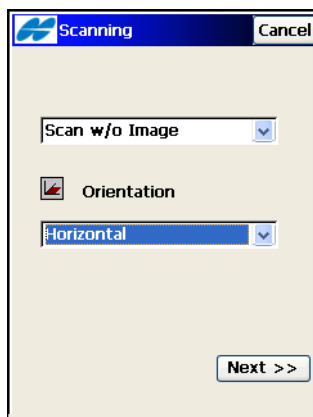 Scanning Cancel
Scan w/o Image
Orientation
Horizontal
Next >>